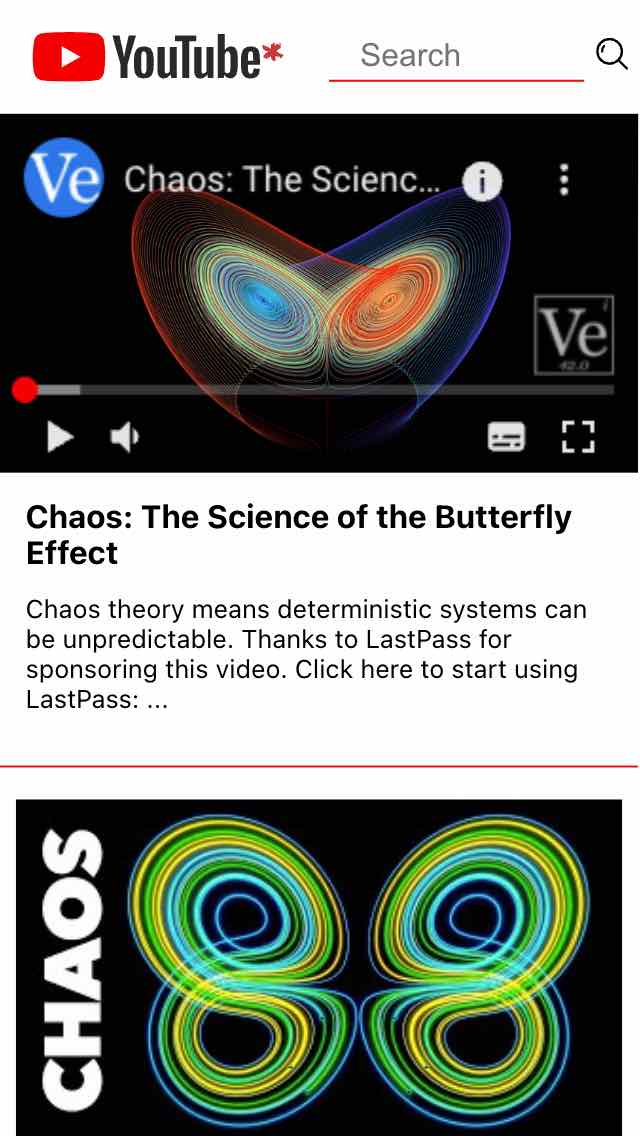 YouTube*
Search
Ve
Chaos: The Scienc...
i
Ve
42.0
Chaos: The Science of the Butterfly
Effect
Chaos theory means deterministic systems can
be unpredictable. Thanks to LastPass for
sponsoring this video. Click here to start using
LastPass: ...
CHAOS